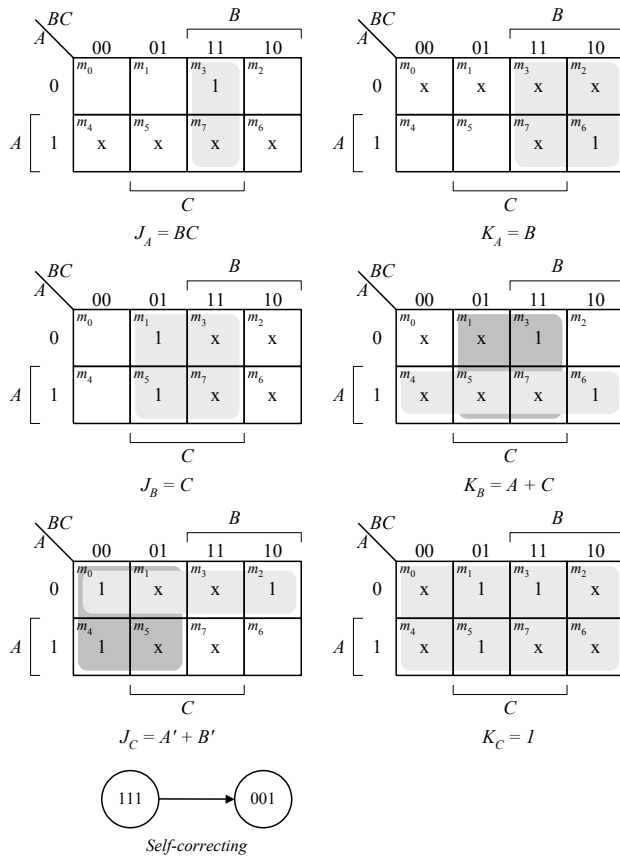 BC B BC B
A 00 01 11 10 A 00 01 11 10
0 m0 m1 m3 1 m2 0 m0 x m1 x m3 x m2 x
A 1 m4 x m5 x m7 x m6 x A 1 m4 m5 m7 x m6 1
C C
J_A = BC K_A = B
BC B BC B
A 00 01 11 10 A 00 01 11 10
0 m0 m1 1 m3 x m2 x 0 m0 x m1 x m3 1 m2
A 1 m4 m5 1 m7 x m6 x A 1 m4 x m5 x m7 x m6 1
C C
J_B = C K_B = A + C
BC B BC B
A 00 01 11 10 A 00 01 11 10
0 m0 1 m1 x m3 x m2 1 0 m0 x m1 1 m3 1 m2 x
A 1 m4 1 m5 x m7 x m6 A 1 m4 x m5 1 m7 x m6 x
C C
J_C = A′ + B′ K_C = 1
111 001
Self-correcting